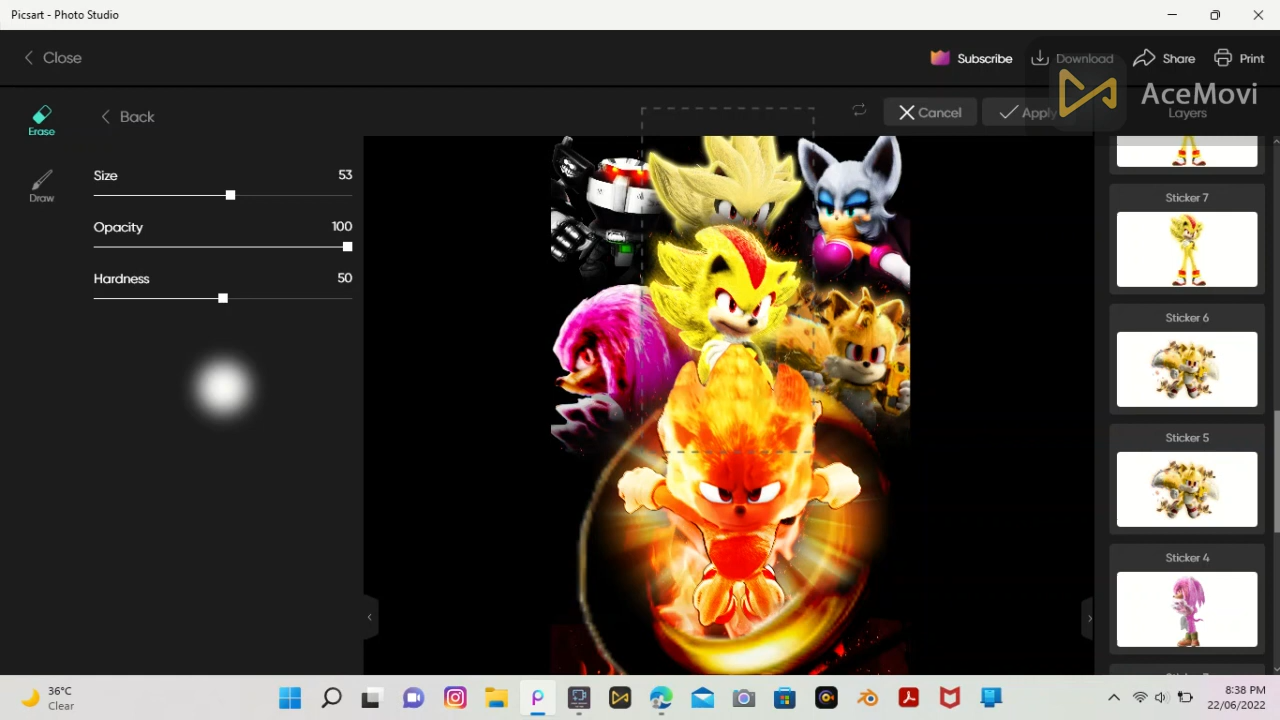 Picsart - Photo Studio
Close
Subscribe
Download
Share
Print
AceMovi
Erase
Back
Cancel
Apply
Layers
Draw
Size 53
Opacity 100
Hardness 50
Sticker 7
Sticker 6
Sticker 5
Sticker 4
36°C
Clear
8:38 PM
22/06/2022